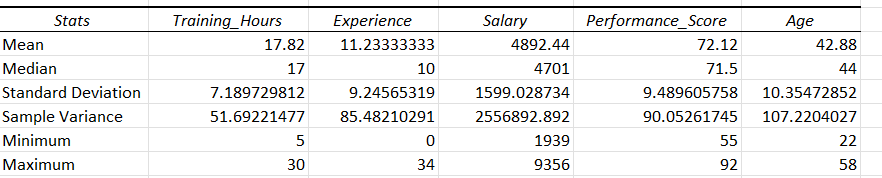 Stats Training_Hours Experience Salary Performance_Score Age
Mean 17.82 11.23333333 4892.44 72.12 42.88
Median 17 10 4701 71.5 44
Standard Deviation 7.189729812 9.24565319 1599.028734 9.489605758 10.35472852
Sample Variance 51.69221477 85.48210291 2556892.892 90.05261745 107.2204027
Minimum 5 0 1939 55 22
Maximum 30 34 9356 92 58